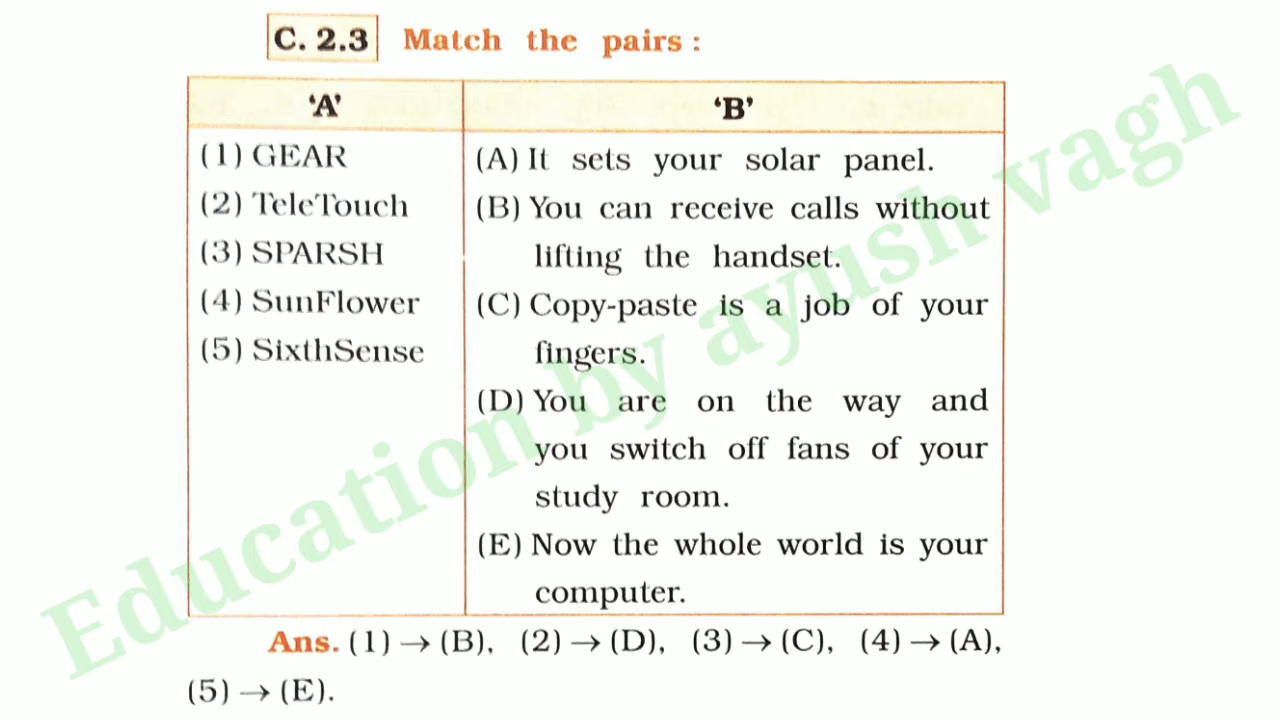 C. 2.3 Match the pairs :
‘A’ ‘B’
(1) GEAR
(2) TeleTouch
(3) SPARSH
(4) SunFlower
(5) SixthSense
(A) It sets your solar panel.
(B) You can receive calls without
lifting the handset.
(C) Copy-paste is a job of your
fingers.
(D) You are on the way and
you switch off fans of your
study room.
(E) Now the whole world is your
computer.
Ans. (1) → (B), (2) → (D), (3) → (C), (4) → (A),
(5) → (E).
Education by ayush vagh